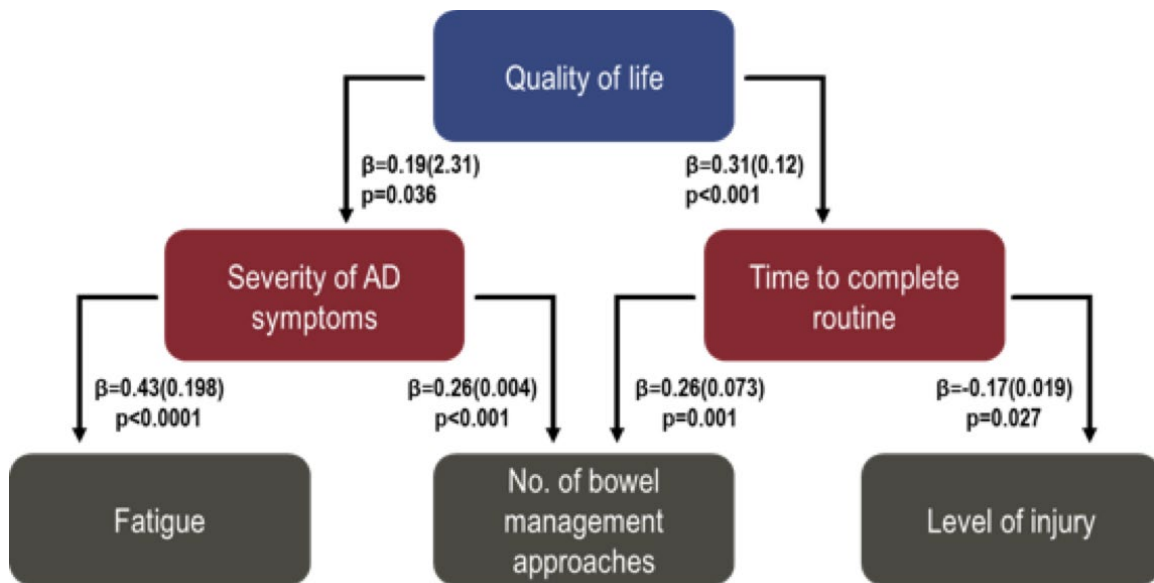 Quality of life
β=0.19(2.31)
p=0.036
β=0.31(0.12)
p<0.001
Severity of AD
symptoms
Time to complete
routine
β=0.43(0.198)
p<0.0001
β=0.26(0.004)
p<0.001
β=0.26(0.073)
p=0.001
β=-0.17(0.019)
p=0.027
Fatigue
No. of bowel
management
approaches
Level of injury